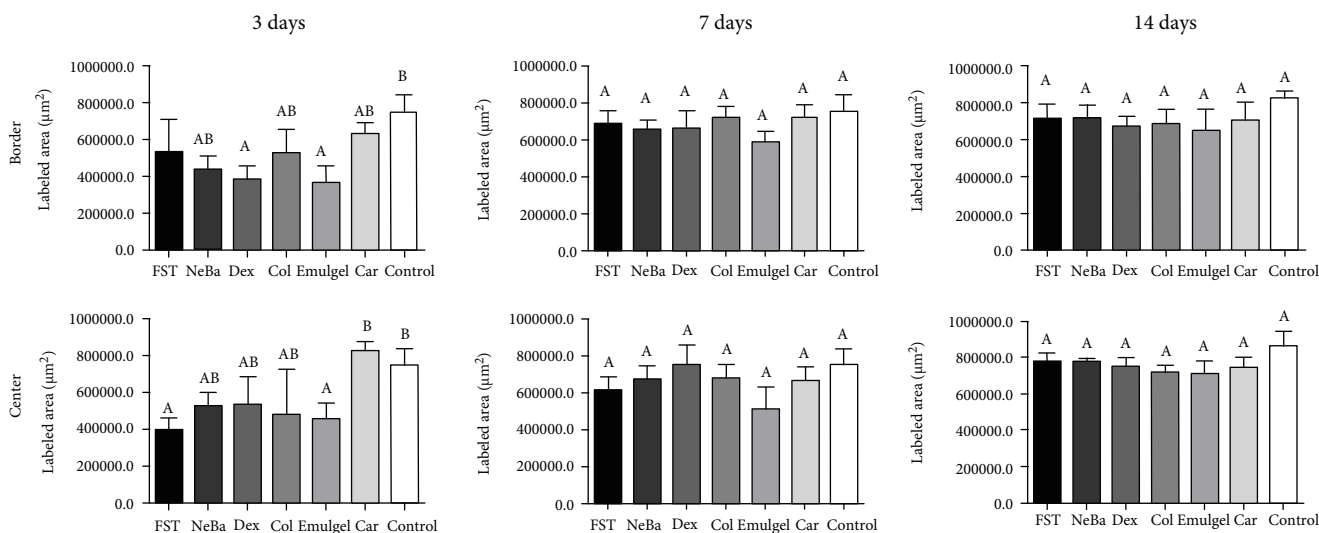 3 days
7 days
14 days
Border
Labeled area (μm²)
1000000.0
800000.0
600000.0
400000.0
200000.0
0.0
AB
A
AB
A
AB
B
FST NeBa Dex Col Emulgel Car Control
Labeled area (μm²)
1000000.0
800000.0
600000.0
400000.0
200000.0
0.0
A A A A A A A
FST NeBa Dex Col Emulgel Car Control
Labeled area (μm²)
1000000.0
800000.0
600000.0
400000.0
200000.0
0.0
A A A A A A A
FST NeBa Dex Col Emulgel Car Control
Center
Labeled area (μm²)
1000000.0
800000.0
600000.0
400000.0
200000.0
0.0
A AB AB AB A B B
FST NeBa Dex Col Emulgel Car Control
Labeled area (μm²)
1000000.0
800000.0
600000.0
400000.0
200000.0
0.0
A A A A A A A
FST NeBa Dex Col Emulgel Car Control
Labeled area (μm²)
1000000.0
800000.0
600000.0
400000.0
200000.0
0.0
A A A A A A A
FST NeBa Dex Col Emulgel Car Control